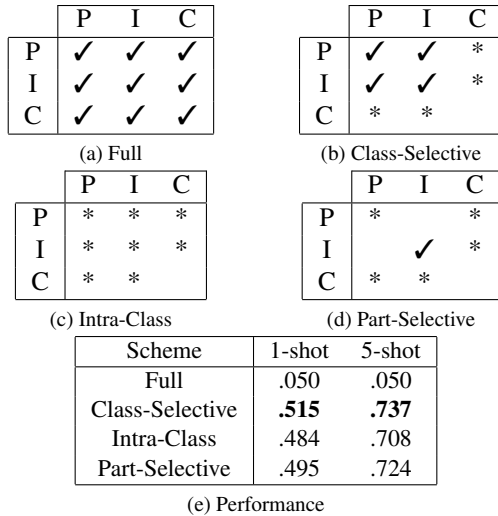 P I C P I C
P ✓ ✓ ✓ P ✓ ✓ *
I ✓ ✓ ✓ I ✓ ✓ *
C ✓ ✓ ✓ C * *
(a) Full (b) Class-Selective
P I C P I C
P * * * P * *
I * * * I ✓ *
C * * C * *
(c) Intra-Class (d) Part-Selective
Scheme 1-shot 5-shot
Full .050 .050
Class-Selective .515 .737
Intra-Class .484 .708
Part-Selective .495 .724
(e) Performance